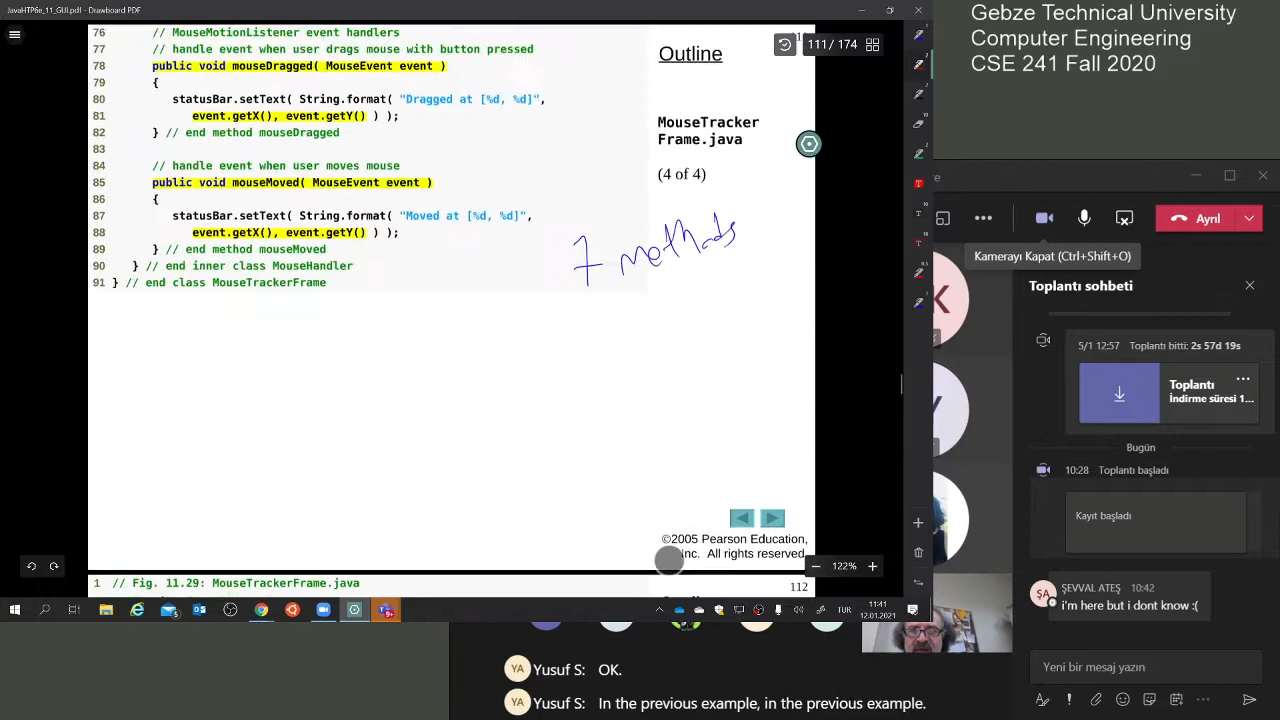 JavaHTP6e_11_GUI.pdf - Drawboard PDF
76 // MouseMotionListener event handlers
77 // handle event when user drags mouse with button pressed
78 public void mouseDragged( MouseEvent event )
79 {
80 statusBar.setText( String.format( "Dragged at [%d, %d]",
81 event.getX(), event.getY() ) );
82 } // end method mouseDragged
83
84 // handle event when user moves mouse
85 public void mouseMoved( MouseEvent event )
86 {
87 statusBar.setText( String.format( "Moved at [%d, %d]",
88 event.getX(), event.getY() ) );
89 } // end method mouseMoved
90 } // end inner class MouseHandler
91 } // end class MouseTrackerFrame
Outline
111 / 174
MouseTracker
Frame.java
(4 of 4)
7 methods
©2005 Pearson Education,
Inc. All rights reserved.
122%
1 // Fig. 11.29: MouseTrackerFrame.java
112
TUR
11:41
12.01.2021
Gebze Technical University
Computer Engineering
CSE 241 Fall 2020
Ayrıl
Kamerayı Kapat (Ctrl+Shift+O)
Toplantı sohbeti
5/1 12:57 Toplantı bitti: 2s 57d 19s
Toplantı
İndirme süresi 1...
Bugün
10:28 Toplantı başladı
Kayıt başladı
ŞA
ŞEVVAL ATEŞ 10:42
i'm here but i dont know :(
Yeni bir mesaj yazın
K
Y
YA Yusuf S: OK.
YA Yusuf S: In the previous example, in the previous example.